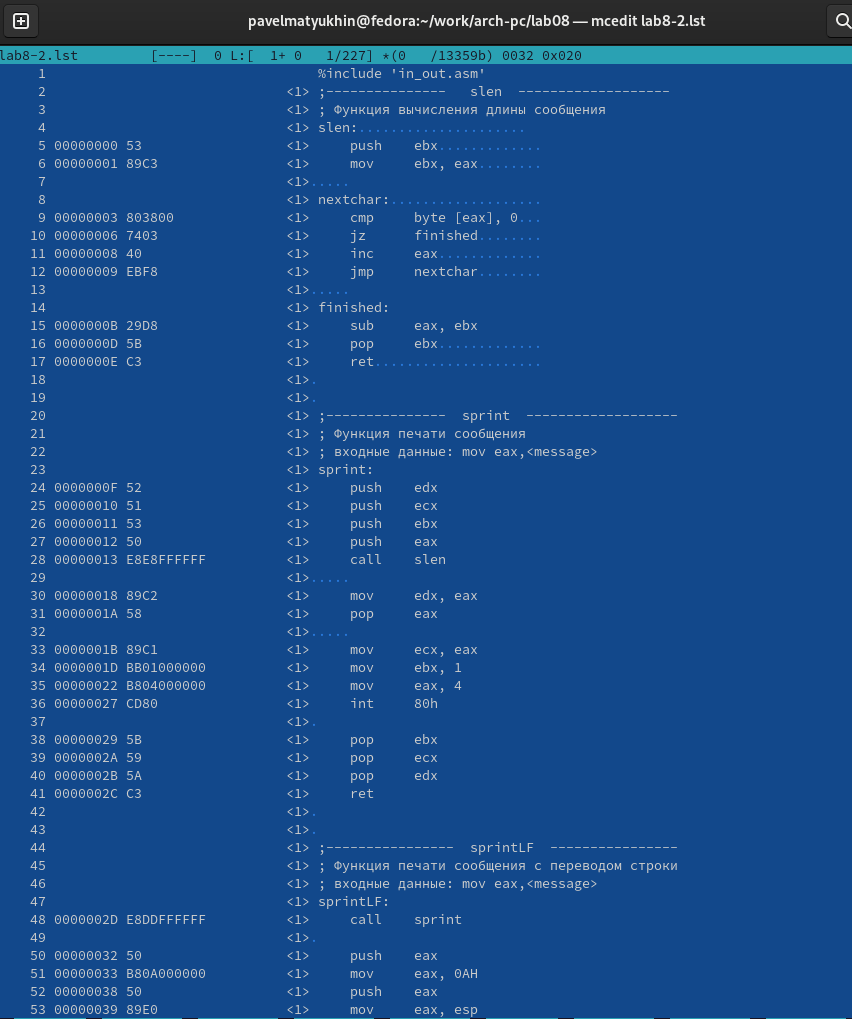 pavelmatyukhin@fedora:~/work/arch-pc/lab08 — mcedit lab8-2.lst
lab8-2.lst [----] 0 L:[ 1+ 0 1/227] *(0 /13359b) 0032 0x020
1 %include 'in_out.asm'
2 <1> ;--------------- slen -------------------
3 <1> ; Функция вычисления длины сообщения
4 <1> slen:.....................
5 00000000 53 <1> push ebx.............
6 00000001 89C3 <1> mov ebx, eax........
7 <1>.....
8 <1> nextchar:...................
9 00000003 803800 <1> cmp byte [eax], 0...
10 00000006 7403 <1> jz finished........
11 00000008 40 <1> inc eax.............
12 00000009 EBF8 <1> jmp nextchar........
13 <1>.....
14 <1> finished:
15 0000000B 29D8 <1> sub eax, ebx
16 0000000D 5B <1> pop ebx.............
17 0000000E C3 <1> ret.....................
18 <1>.
19 <1>.
20 <1> ;--------------- sprint -------------------
21 <1> ; Функция печати сообщения
22 <1> ; входные данные: mov eax,<message>
23 <1> sprint:
24 0000000F 52 <1> push edx
25 00000010 51 <1> push ecx
26 00000011 53 <1> push ebx
27 00000012 50 <1> push eax
28 00000013 E8E8FFFFFF <1> call slen
29 <1>.....
30 00000018 89C2 <1> mov edx, eax
31 0000001A 58 <1> pop eax
32 <1>.....
33 0000001B 89C1 <1> mov ecx, eax
34 0000001D BB01000000 <1> mov ebx, 1
35 00000022 B804000000 <1> mov eax, 4
36 00000027 CD80 <1> int 80h
37 <1>.
38 00000029 5B <1> pop ebx
39 0000002A 59 <1> pop ecx
40 0000002B 5A <1> pop edx
41 0000002C C3 <1> ret
42 <1>.
43 <1>.
44 <1> ;---------------- sprintLF ----------------
45 <1> ; Функция печати сообщения с переводом строки
46 <1> ; входные данные: mov eax,<message>
47 <1> sprintLF:
48 0000002D E8DDFFFFFF <1> call sprint
49 <1>.
50 00000032 50 <1> push eax
51 00000033 B80A000000 <1> mov eax, 0AH
52 00000038 50 <1> push eax
53 00000039 89E0 <1> mov eax, esp